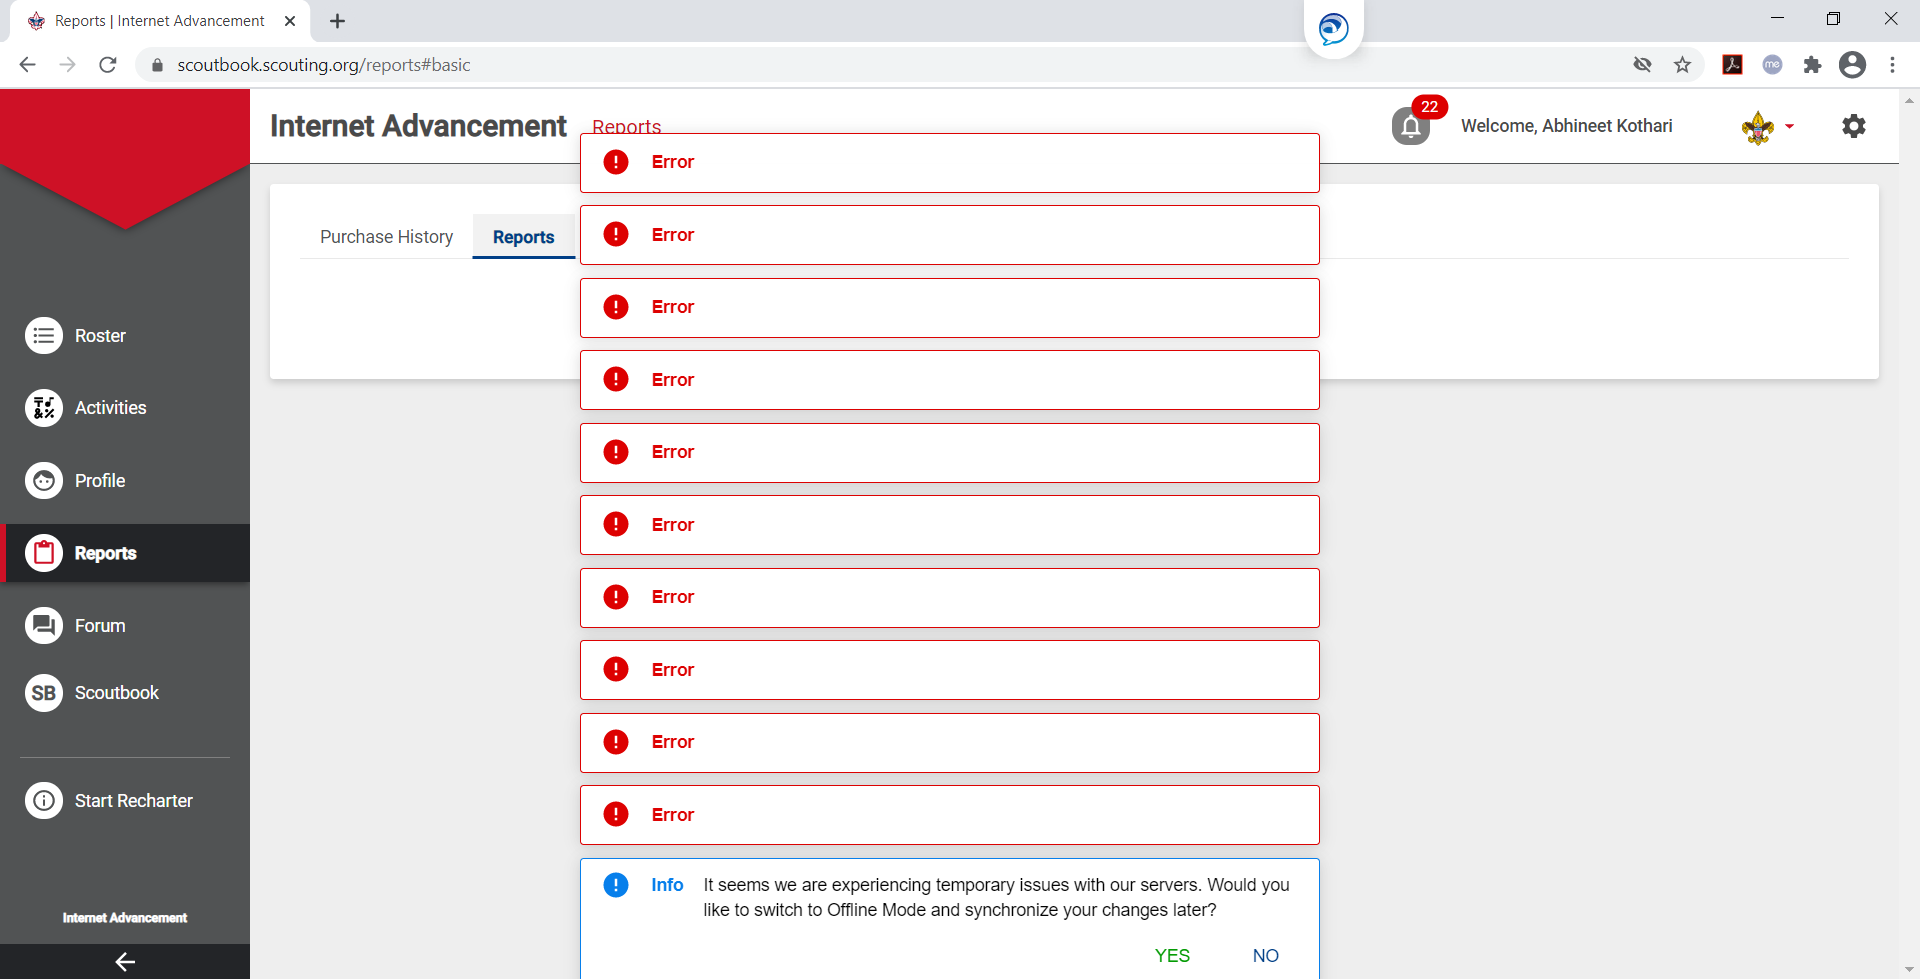 Reports | Internet Advancement
scoutbook.scouting.org/reports#basic
me
Internet Advancement
Reports
22
Welcome, Abhineet Kothari
Purchase History
Reports
Roster
Activities
Profile
Reports
Forum
SB
Scoutbook
Start Recharter
Internet Advancement
Error
Error
Error
Error
Error
Error
Error
Error
Error
Error
Info
It seems we are experiencing temporary issues with our servers. Would you
like to switch to Offline Mode and synchronize your changes later?
YES
NO